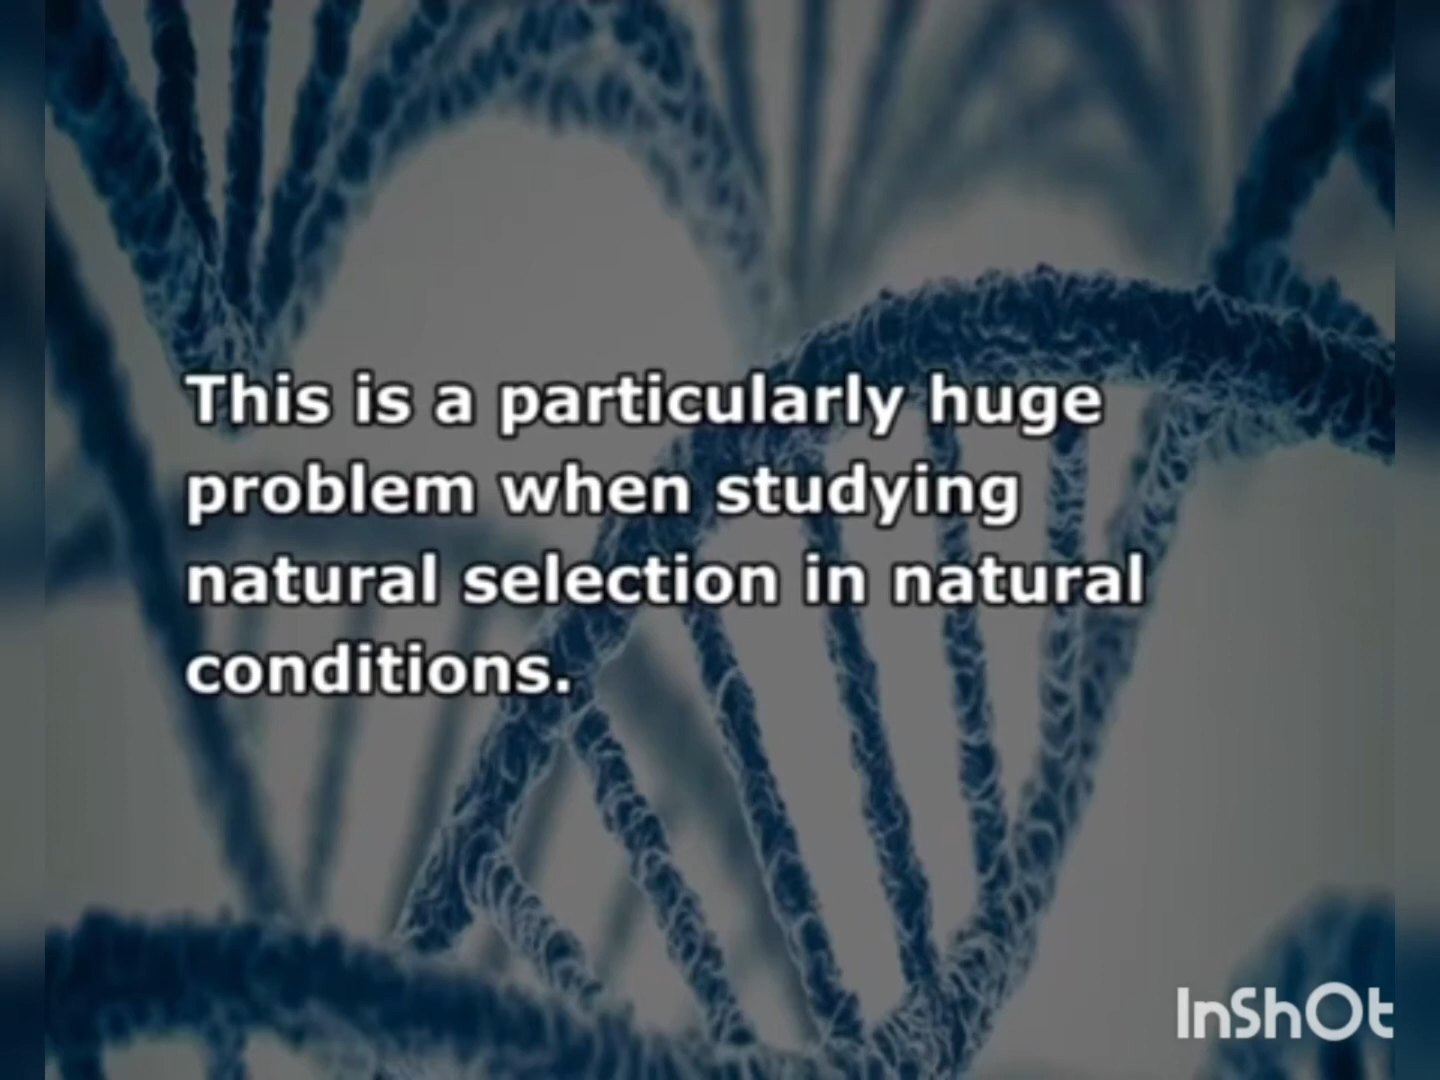 This is a particularly huge
problem when studying
natural selection in natural
conditions.
InShOt